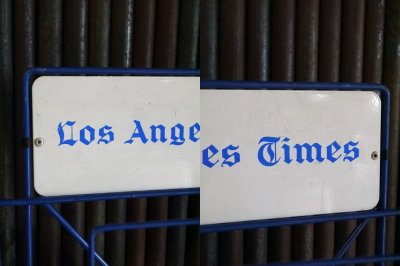 Los Ange
es Times